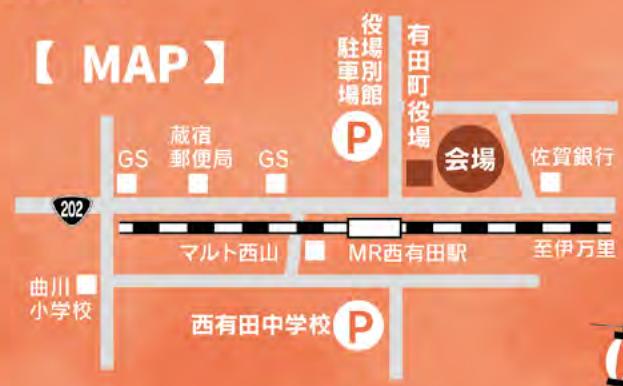 【 MAP 】
役場別館
駐車場
P
有田町役場
会場
GS
蔵宿
郵便局
GS
佐賀銀行
202
マルト西山
MR西有田駅
至伊万里
曲川
小学校
西有田中学校
P